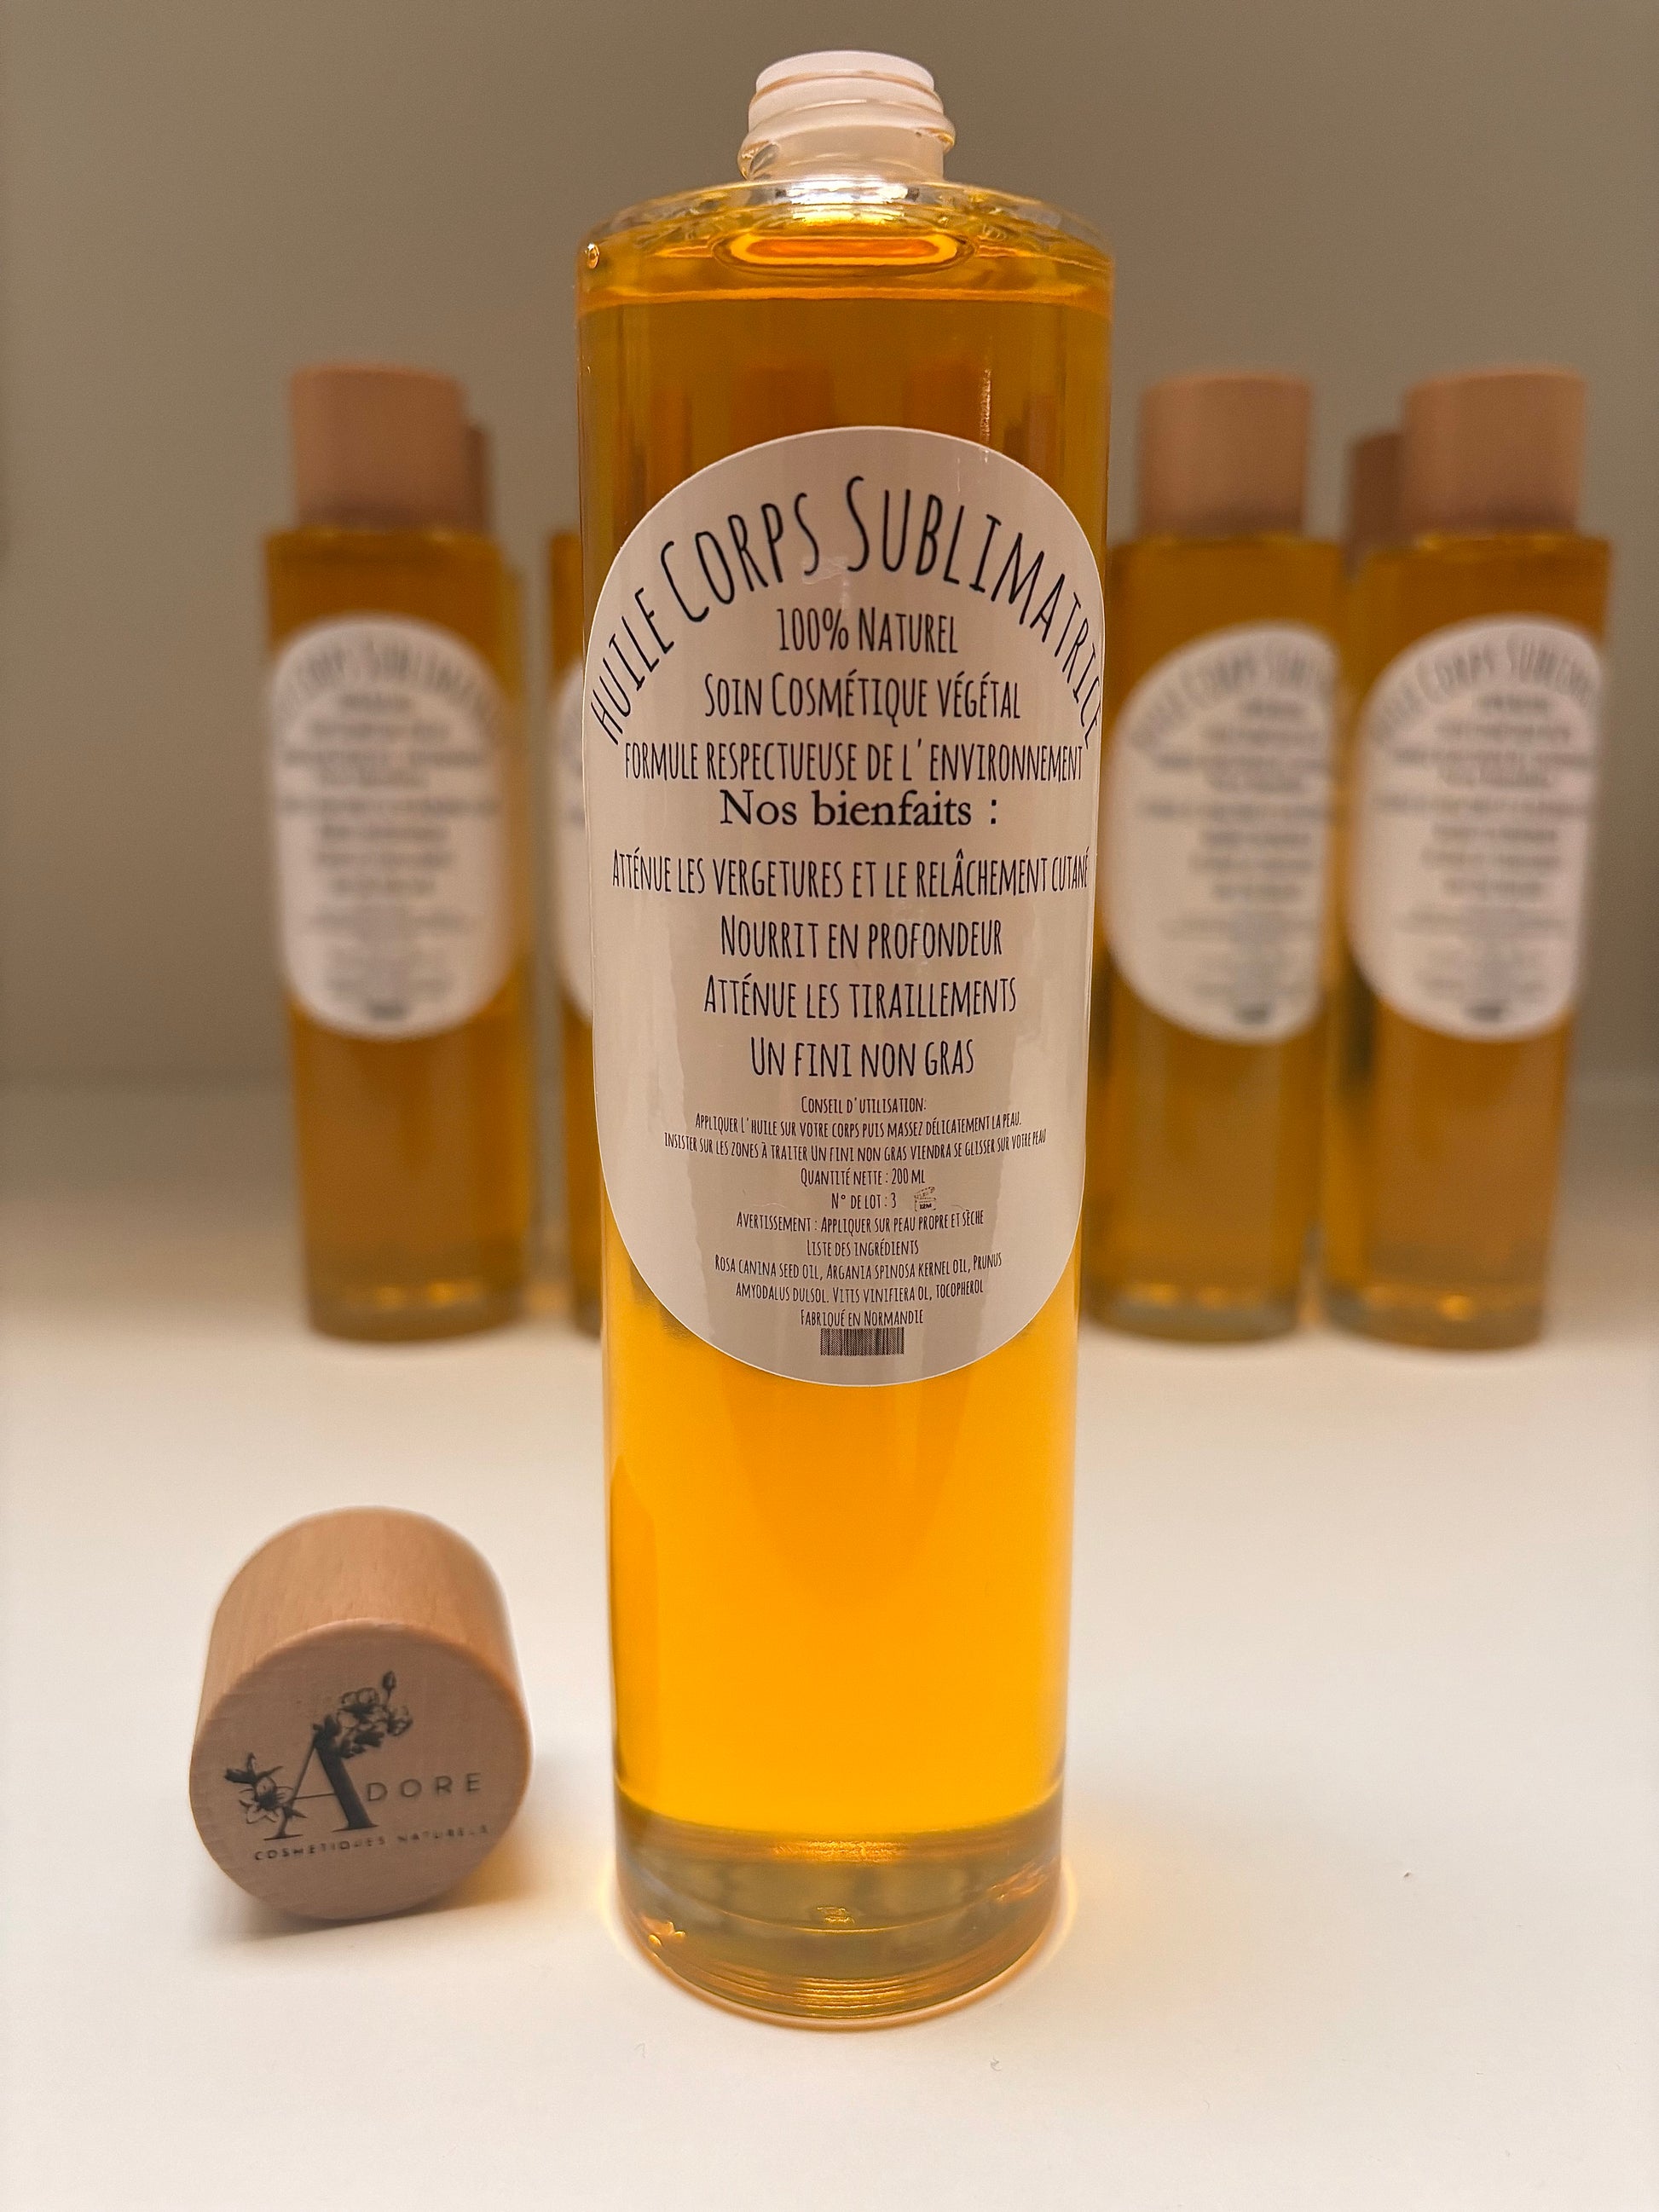 Huile Corps Sublimatrice
100% Naturel
Soin Cosmétique végétal
formule respectueuse de l'environnement
Nos bienfaits :
Atténue les vergetures et le relâchement cutané
Nourrit en profondeur
Atténue les tiraillements
Un fini non gras
Conseil d'utilisation:
Appliquer l'huile sur votre corps puis massez délicatement la peau.
insister sur les zones à traiter Un fini non gras viendra se glisser sur votre peau
Quantité nette : 200 ml
N° de lot : 3 12M
Avertissement : Appliquer sur peau propre et sèche
Liste des ingrédients
Rosa canina seed oil, Argania spinosa kernel oil, Prunus
amyodalus dulsol. Vitis vinifiera ol, tocopherol
Fabriqué en Normandie
ADORE
COSMETIQUES NATURELS